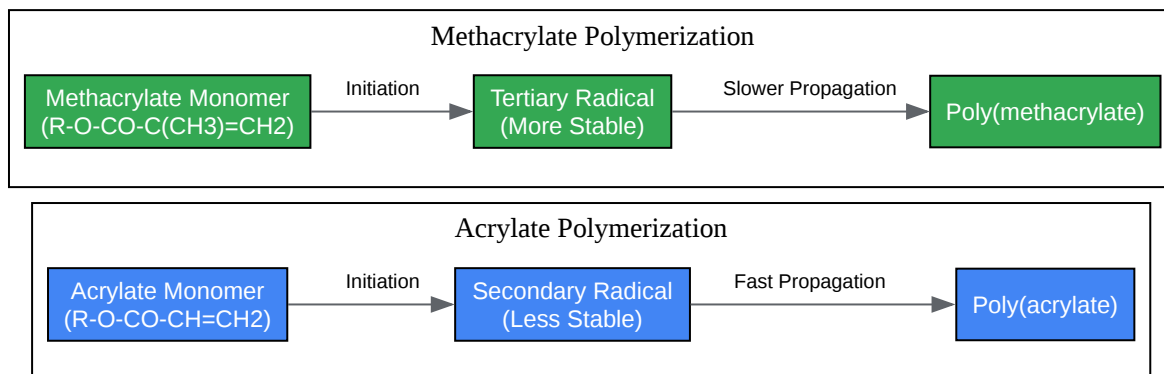 Methacrylate Polymerization
Methacrylate Monomer
(R-O-CO-C(CH3)=CH2)
Initiation
Tertiary Radical
(More Stable)
Slower Propagation
Poly(methacrylate)
Acrylate Polymerization
Acrylate Monomer
(R-O-CO-CH=CH2)
Initiation
Secondary Radical
(Less Stable)
Fast Propagation
Poly(acrylate)